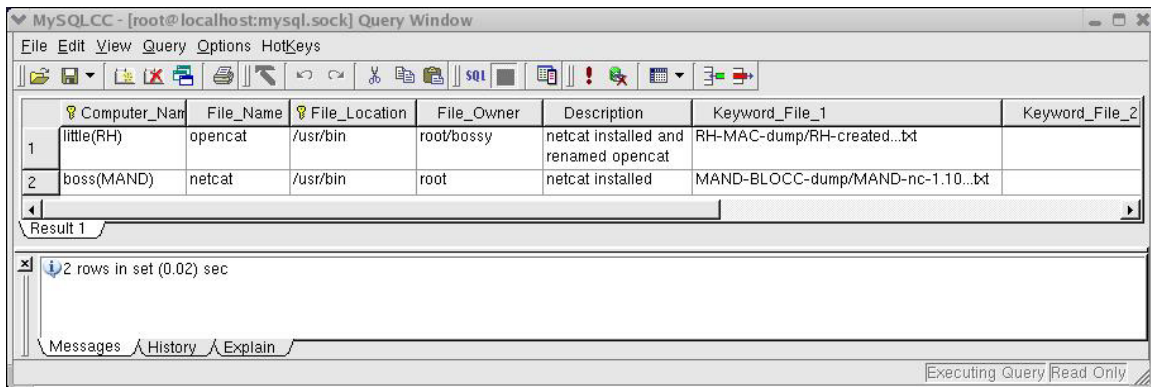 MySQLCC - [root@localhost:mysql.sock] Query Window
File Edit View Query Options HotKeys
SQL
Computer_Nam File_Name File_Location File_Owner Description Keyword_File_1 Keyword_File_2
1 little(RH) opencat /usr/bin root/bossy netcat installed and RH-MAC-dump/RH-created...txt
renamed opencat
2 boss(MAND) netcat /usr/bin root netcat installed MAND-BLOCC-dump/MAND-nc-1.10...txt
Result 1
2 rows in set (0.02) sec
Messages History Explain
Executing Query Read Only